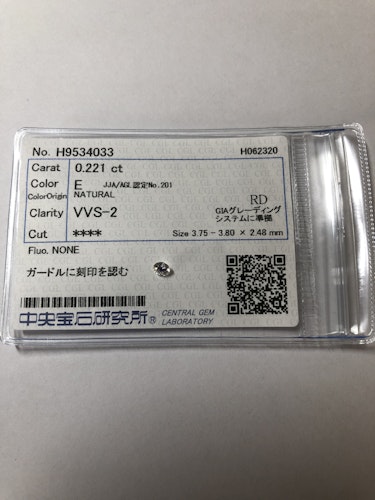 No. H9534033 H062320
Carat 0.221 ct
Color E JJA/AGL認定No.201
ColorOrigin NATURAL
RD
Clarity VVS-2 GIAグレーディング
システムに準拠
Cut **** Size 3.75 - 3.80 × 2.48 mm
Fluo. NONE
ガードルに刻印を認む
中央宝石研究所® CENTRAL GEM
LABORATORY